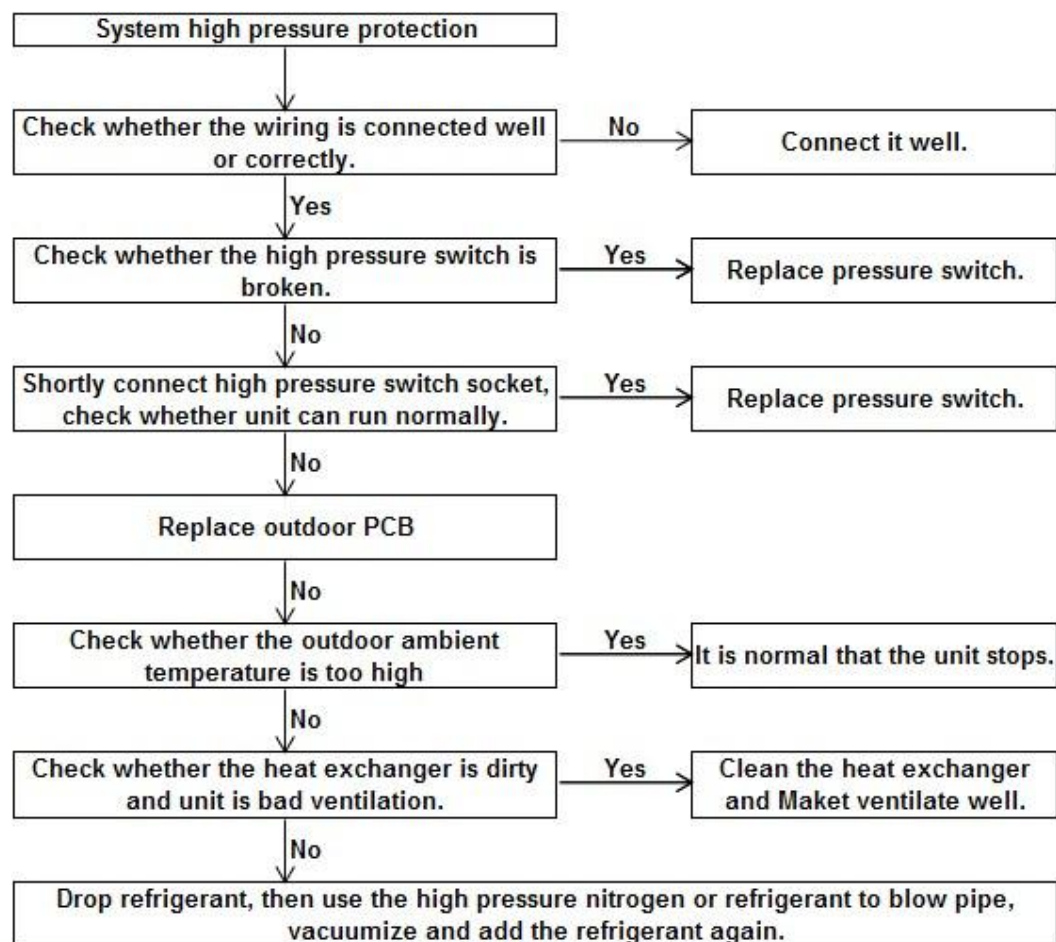 System high pressure protection
Check whether the wiring is connected well
or correctly.
No
Connect it well.
Yes
Check whether the high pressure switch is
broken.
Yes
Replace pressure switch.
No
Shortly connect high pressure switch socket,
check whether unit can run normally.
Yes
Replace pressure switch.
No
Replace outdoor PCB
No
Check whether the outdoor ambient
temperature is too high
Yes
It is normal that the unit stops.
No
Check whether the heat exchanger is dirty
and unit is bad ventilation.
Yes
Clean the heat exchanger
and Maket ventilate well.
No
Drop refrigerant, then use the high pressure nitrogen or refrigerant to blow pipe,
vacuumize and add the refrigerant again.